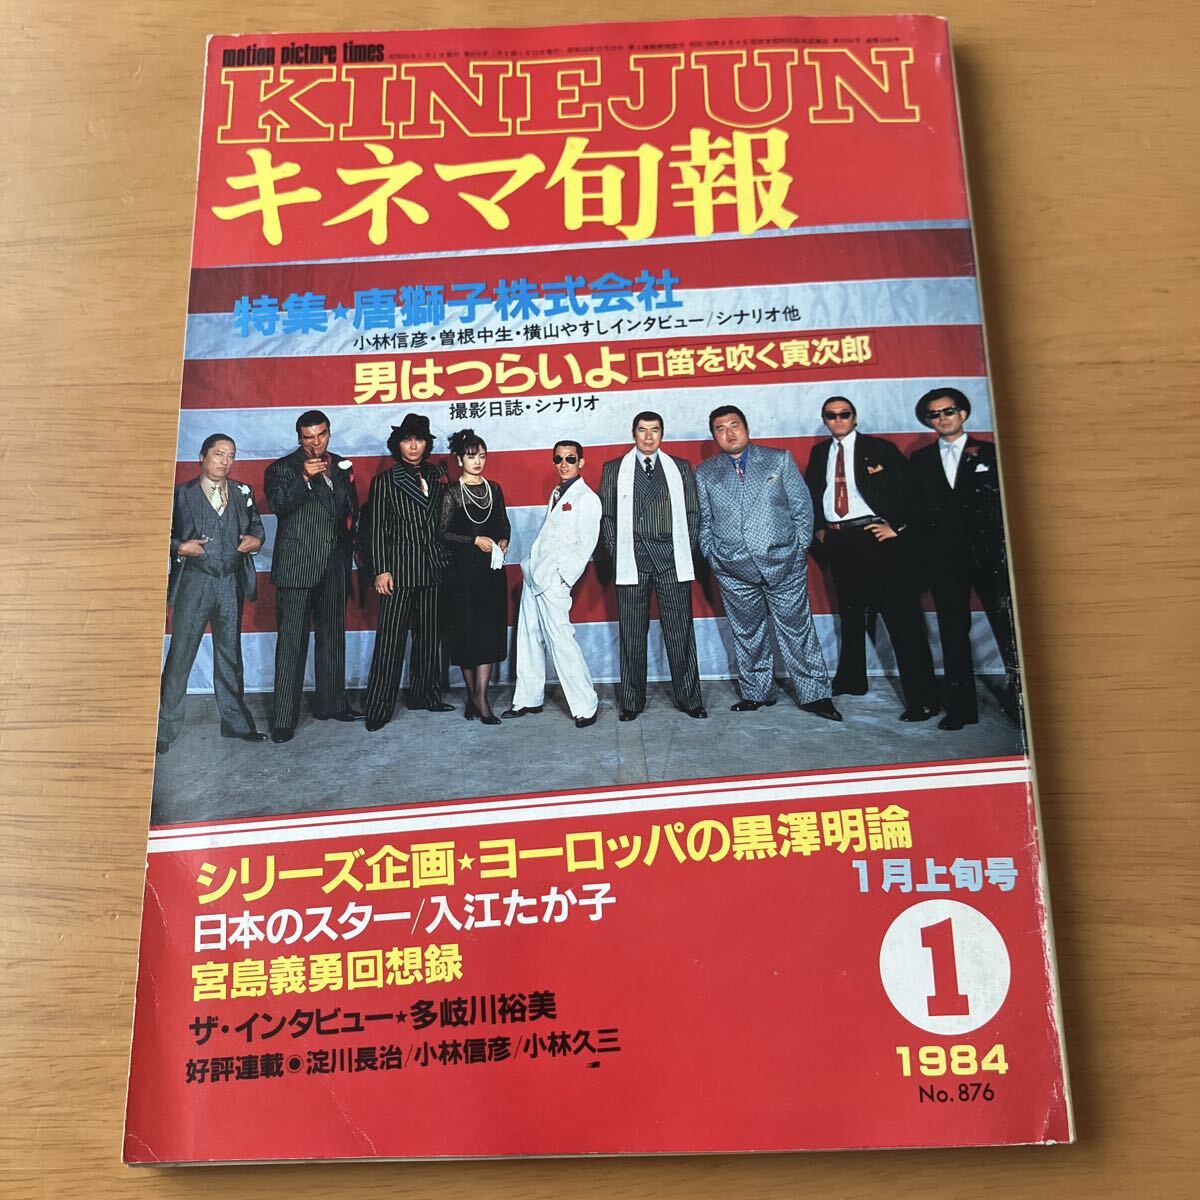 motion picture times
KINEJUN
キネマ旬報
特集★唐獅子株式会社
小林信彦・曽根中生・横山やすしインタビュー/シナリオ他
男はつらいよ 口笛を吹く寅次郎
撮影日誌・シナリオ
シリーズ企画★ヨーロッパの黒澤明論
1月上旬号
日本のスター/入江たか子
宮島義勇回想録
ザ・インタビュー★多岐川裕美
好評連載◉淀川長治/小林信彦/小林久三
1
1984
No.876